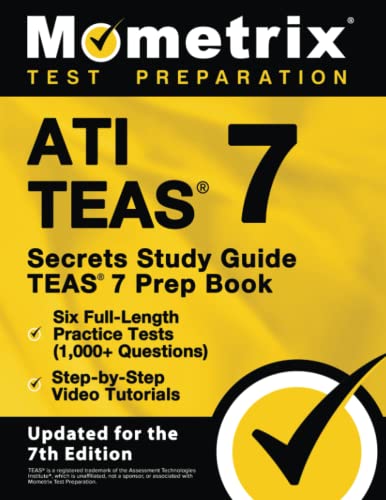 Mometrix®
TEST PREPARATION
ATI
TEAS® 7
Secrets Study Guide
TEAS® 7 Prep Book
Six Full-Length
Practice Tests
(1,000+ Questions)
Step-by-Step
Video Tutorials
Updated for the
7th Edition
TEAS® is a registered trademark of the Assessment Technologies
Institute®, which is unaffiliated, not a sponsor, or associated with
Mometrix Test Preparation.